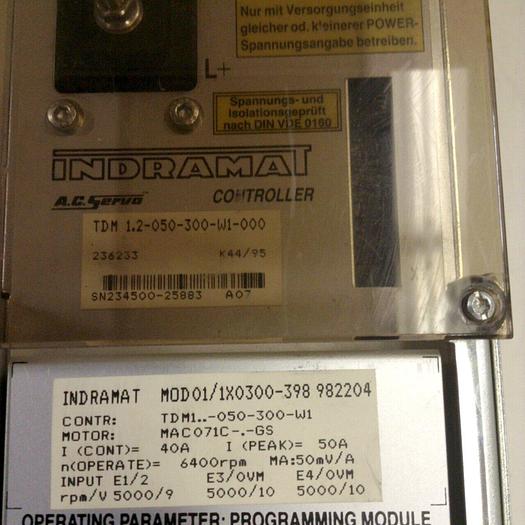 Nur mit Versorgungseinheit
gleicher od. kleinerer POWER-
Spannungsangabe betreiben.
L+
Spannungs- und
Isolationsgeprüft
nach DIN VDE 0160
INDRAMAT
A.C. Servo CONTROLLER
TDM 1.2-050-300-W1-000
236233 K44/95
SN234500-25883 A07
INDRAMAT MOD01/1X0300-398 982204
CONTR: TDM1..-050-300-W1
MOTOR: MAC071C-.-GS
I (CONT)= 40A I (PEAK)= 50A
n(OPERATE)= 6400rpm MA:50mV/A
INPUT E1/2 E3/0VM E4/0VM
rpm/V 5000/9 5000/10 5000/10
OPERATING PARAMETER: PROGRAMMING MODULE